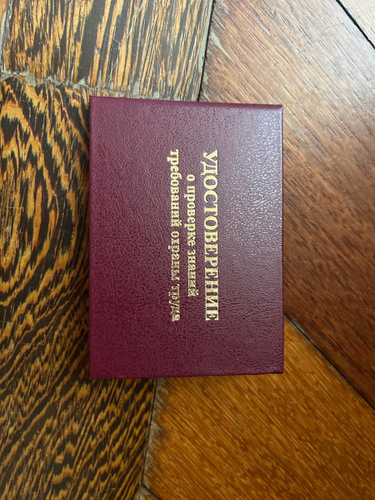 УДОСТОВЕРЕНИЕ
о проверке знаний
требований охраны труда